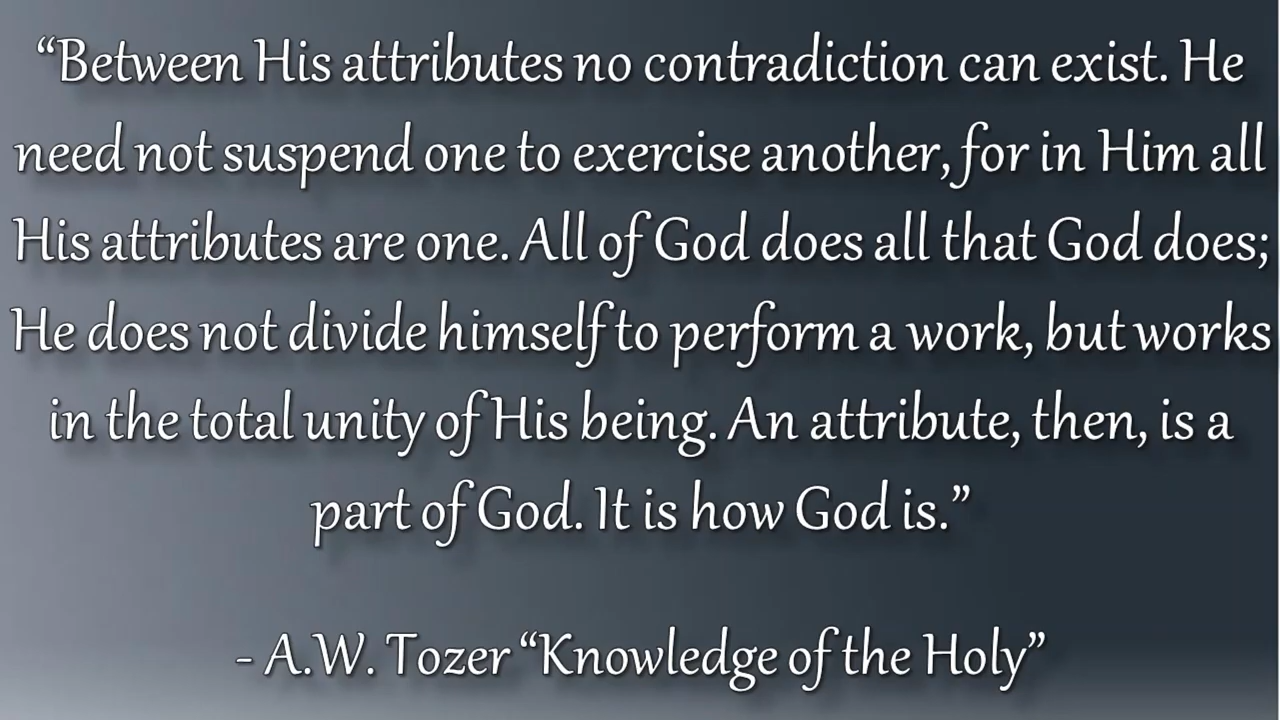 “Between His attributes no contradiction can exist. He
need not suspend one to exercise another, for in Him all
His attributes are one. All of God does all that God does;
He does not divide himself to perform a work, but works
in the total unity of His being. An attribute, then, is a
part of God. It is how God is.”
- A.W. Tozer “Knowledge of the Holy”